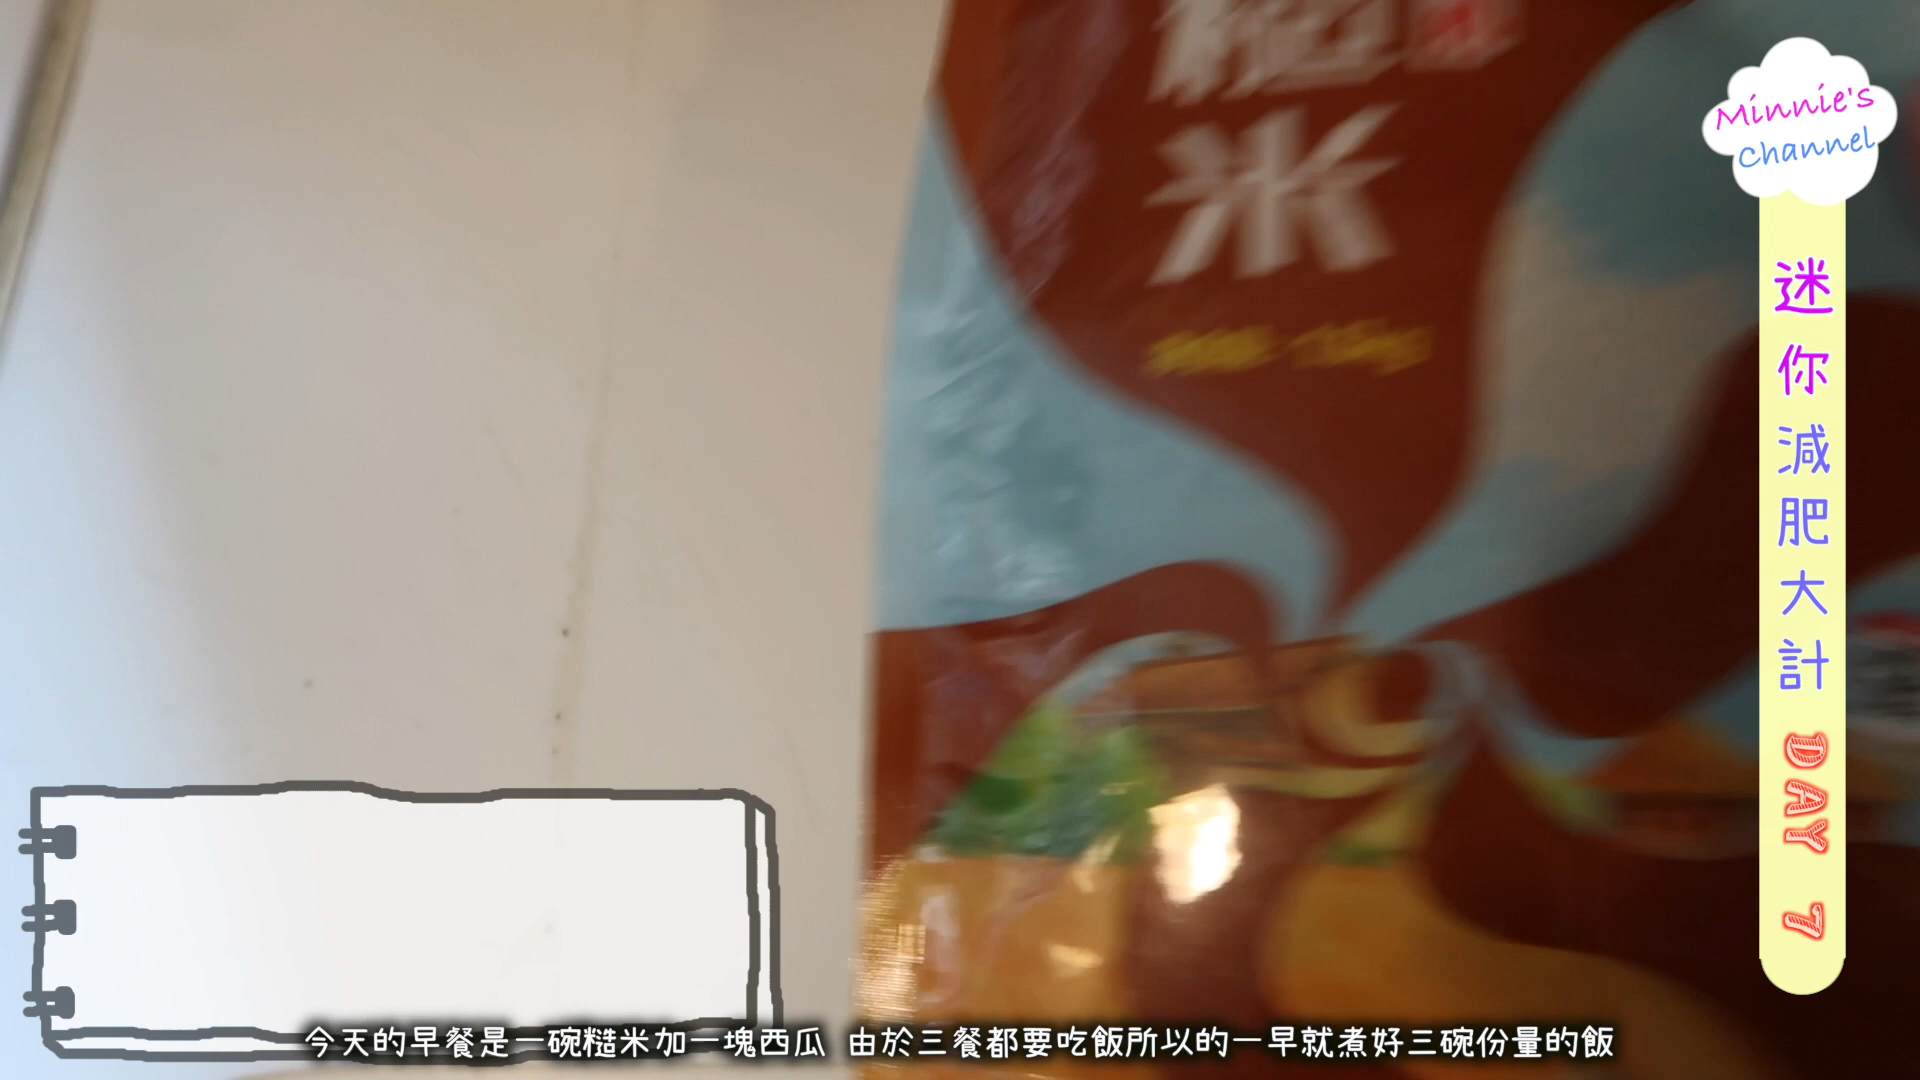 米
Minnie's
Channel
迷你減肥大計 DAY 7
今天的早餐是一碗糙米加一塊西瓜 由於三餐都要吃飯所以的一早就煮好三碗份量的飯